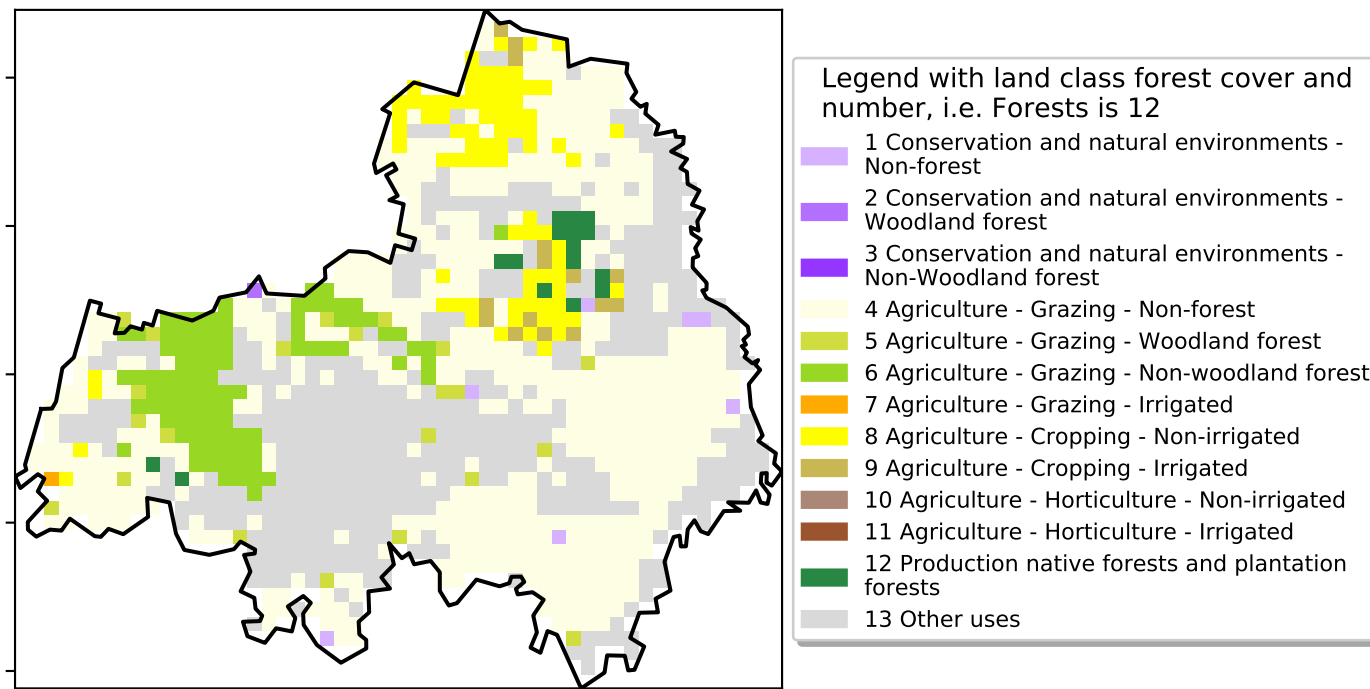 Legend with land class forest cover and
number, i.e. Forests is 12
1 Conservation and natural environments -
Non-forest
2 Conservation and natural environments -
Woodland forest
3 Conservation and natural environments -
Non-Woodland forest
4 Agriculture - Grazing - Non-forest
5 Agriculture - Grazing - Woodland forest
6 Agriculture - Grazing - Non-woodland forest
7 Agriculture - Grazing - Irrigated
8 Agriculture - Cropping - Non-irrigated
9 Agriculture - Cropping - Irrigated
10 Agriculture - Horticulture - Non-irrigated
11 Agriculture - Horticulture - Irrigated
12 Production native forests and plantation
forests
13 Other uses